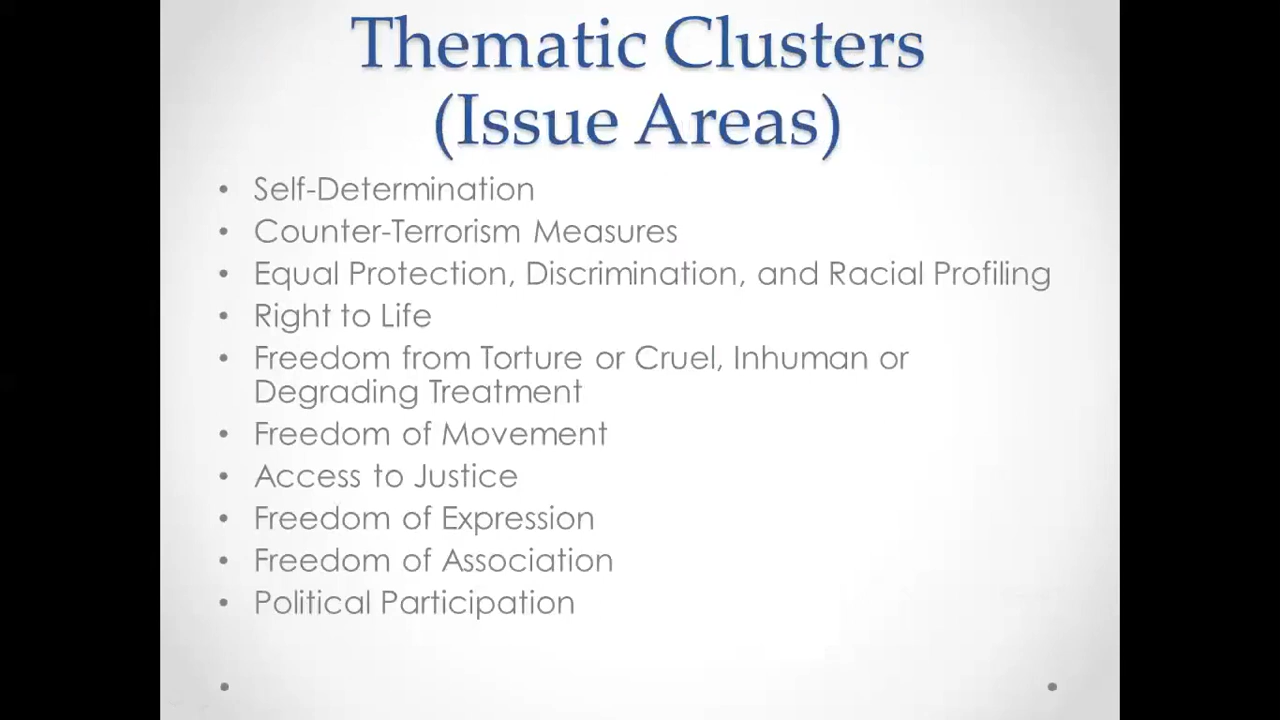 Thematic Clusters
(Issue Areas)
• Self-Determination
• Counter-Terrorism Measures
• Equal Protection, Discrimination, and Racial Profiling
• Right to Life
• Freedom from Torture or Cruel, Inhuman or
Degrading Treatment
• Freedom of Movement
• Access to Justice
• Freedom of Expression
• Freedom of Association
• Political Participation